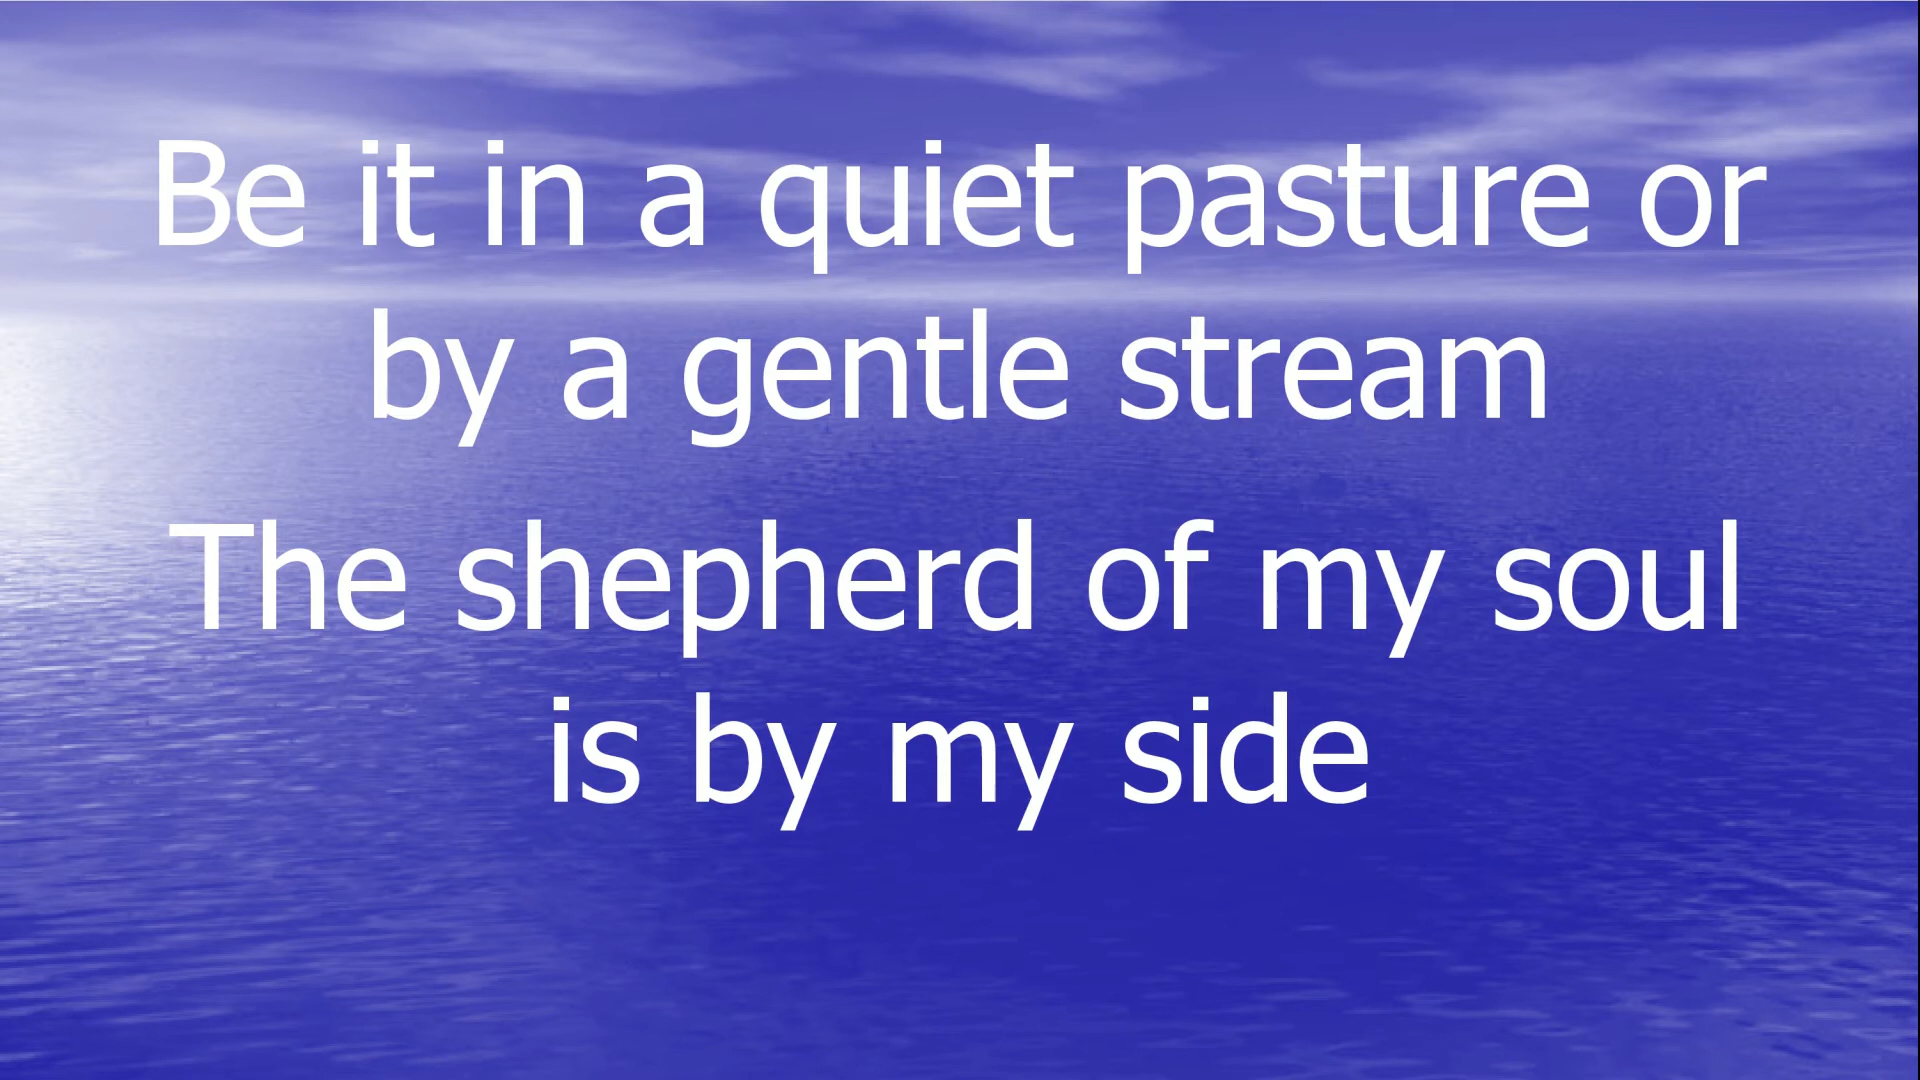 Be it in a quiet pasture or
by a gentle stream
The shepherd of my soul
is by my side